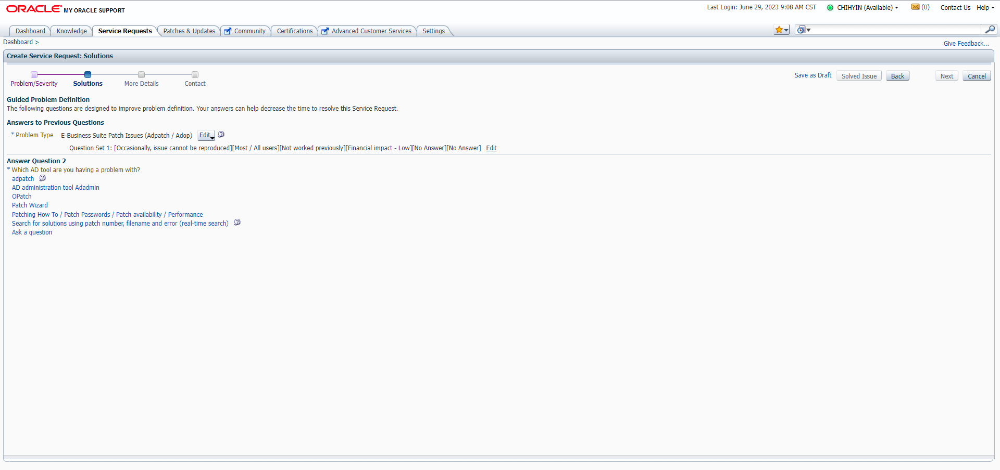 ORACLE MY ORACLE SUPPORT
Last Login: June 29, 2023 9:08 AM CST CHIHYIN (Available) (0) Contact Us Help
Dashboard Knowledge Service Requests Patches & Updates Community Certifications Advanced Customer Services Settings
Dashboard >
Give Feedback...
Create Service Request: Solutions
Problem/Severity Solutions More Details Contact
Save as Draft Solved Issue Back Next Cancel
Guided Problem Definition
The following questions are designed to improve problem definition. Your answers can help decrease the time to resolve this Service Request.
Answers to Previous Questions
* Problem Type E-Business Suite Patch Issues (Adpatch / Adop) Edit
Question Set 1: [Occasionally, issue cannot be reproduced][Most / All users][Not worked previously][Financial impact - Low][No Answer][No Answer] Edit
Answer Question 2
* Which AD tool are you having a problem with?
adpatch
AD administration tool Adadmin
OPatch
Patch Wizard
Patching How To / Patch Passwords / Patch availability / Performance
Search for solutions using patch number, filename and error (real-time search)
Ask a question